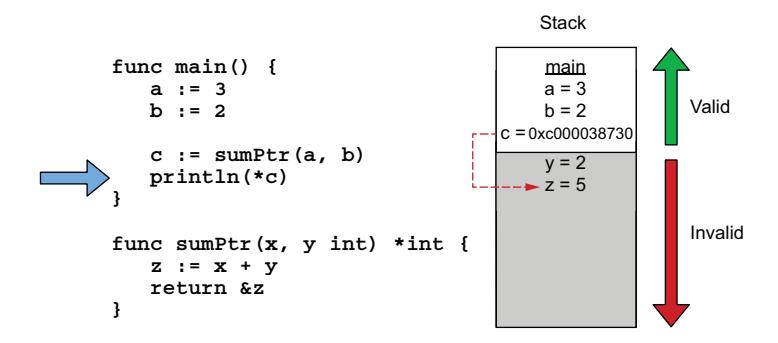 Stack
func main() {
   a := 3
   b := 2
   c := sumPtr(a, b)
   println(*c)
}
func sumPtr(x, y int) *int {
   z := x + y
   return &z
}
main
a = 3
b = 2
c = 0xc000038730
y = 2
z = 5
Valid
Invalid